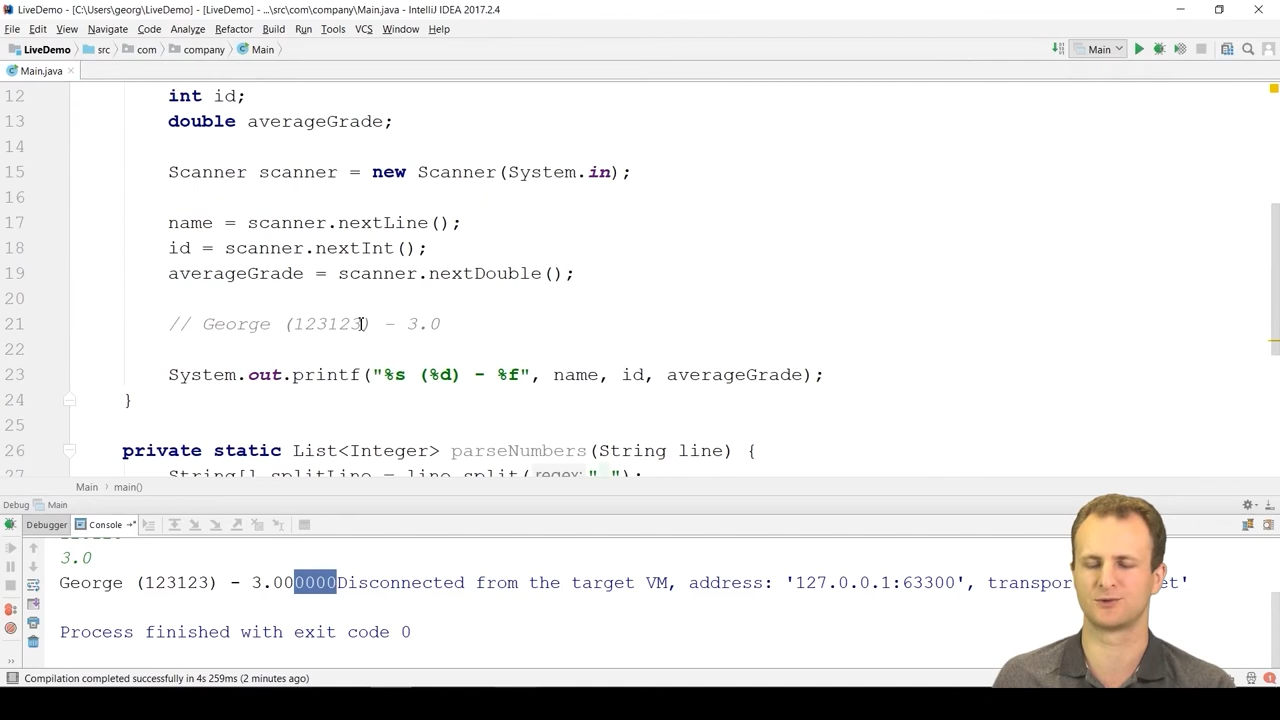 LiveDemo - [C:\Users\georg\LiveDemo] - [LiveDemo] - ...\src\com\company\Main.java - IntelliJ IDEA 2017.2.4
File Edit View Navigate Code Analyze Refactor Build Run Tools VCS Window Help
LiveDemo src com company Main Main
Main.java
12 int id;
13 double averageGrade;
14
15 Scanner scanner = new Scanner(System.in);
16
17 name = scanner.nextLine();
18 id = scanner.nextInt();
19 averageGrade = scanner.nextDouble();
20
21 // George (123123) - 3.0
22
23 System.out.printf("%s (%d) - %f", name, id, averageGrade);
24 }
25
26 private static List<Integer> parseNumbers(String line) {
27 String[] splitLine = line.split(regex: " ");
Main main()
Debug Main
Debugger Console
3.0
George (123123) - 3.000000Disconnected from the target VM, address: '127.0.0.1:63300',
Process finished with exit code 0
Compilation completed successfully in 4s 259ms (2 minutes ago)